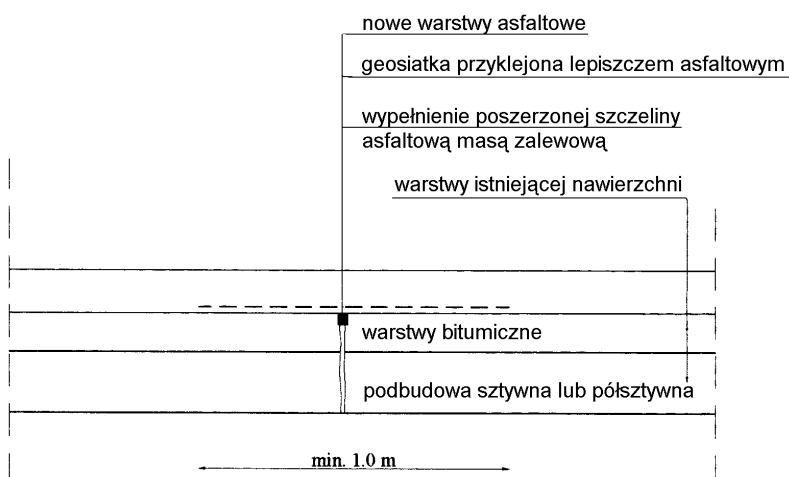 nowe warstwy asfaltowe
geosiatka przyklejona lepiszczem asfaltowym
wypełnienie poszerzonej szczeliny
asfaltową masą zalewową
warstwy istniejącej nawierzchni
warstwy bitumiczne
podbudowa sztywna lub półsztywna
min. 1.0 m